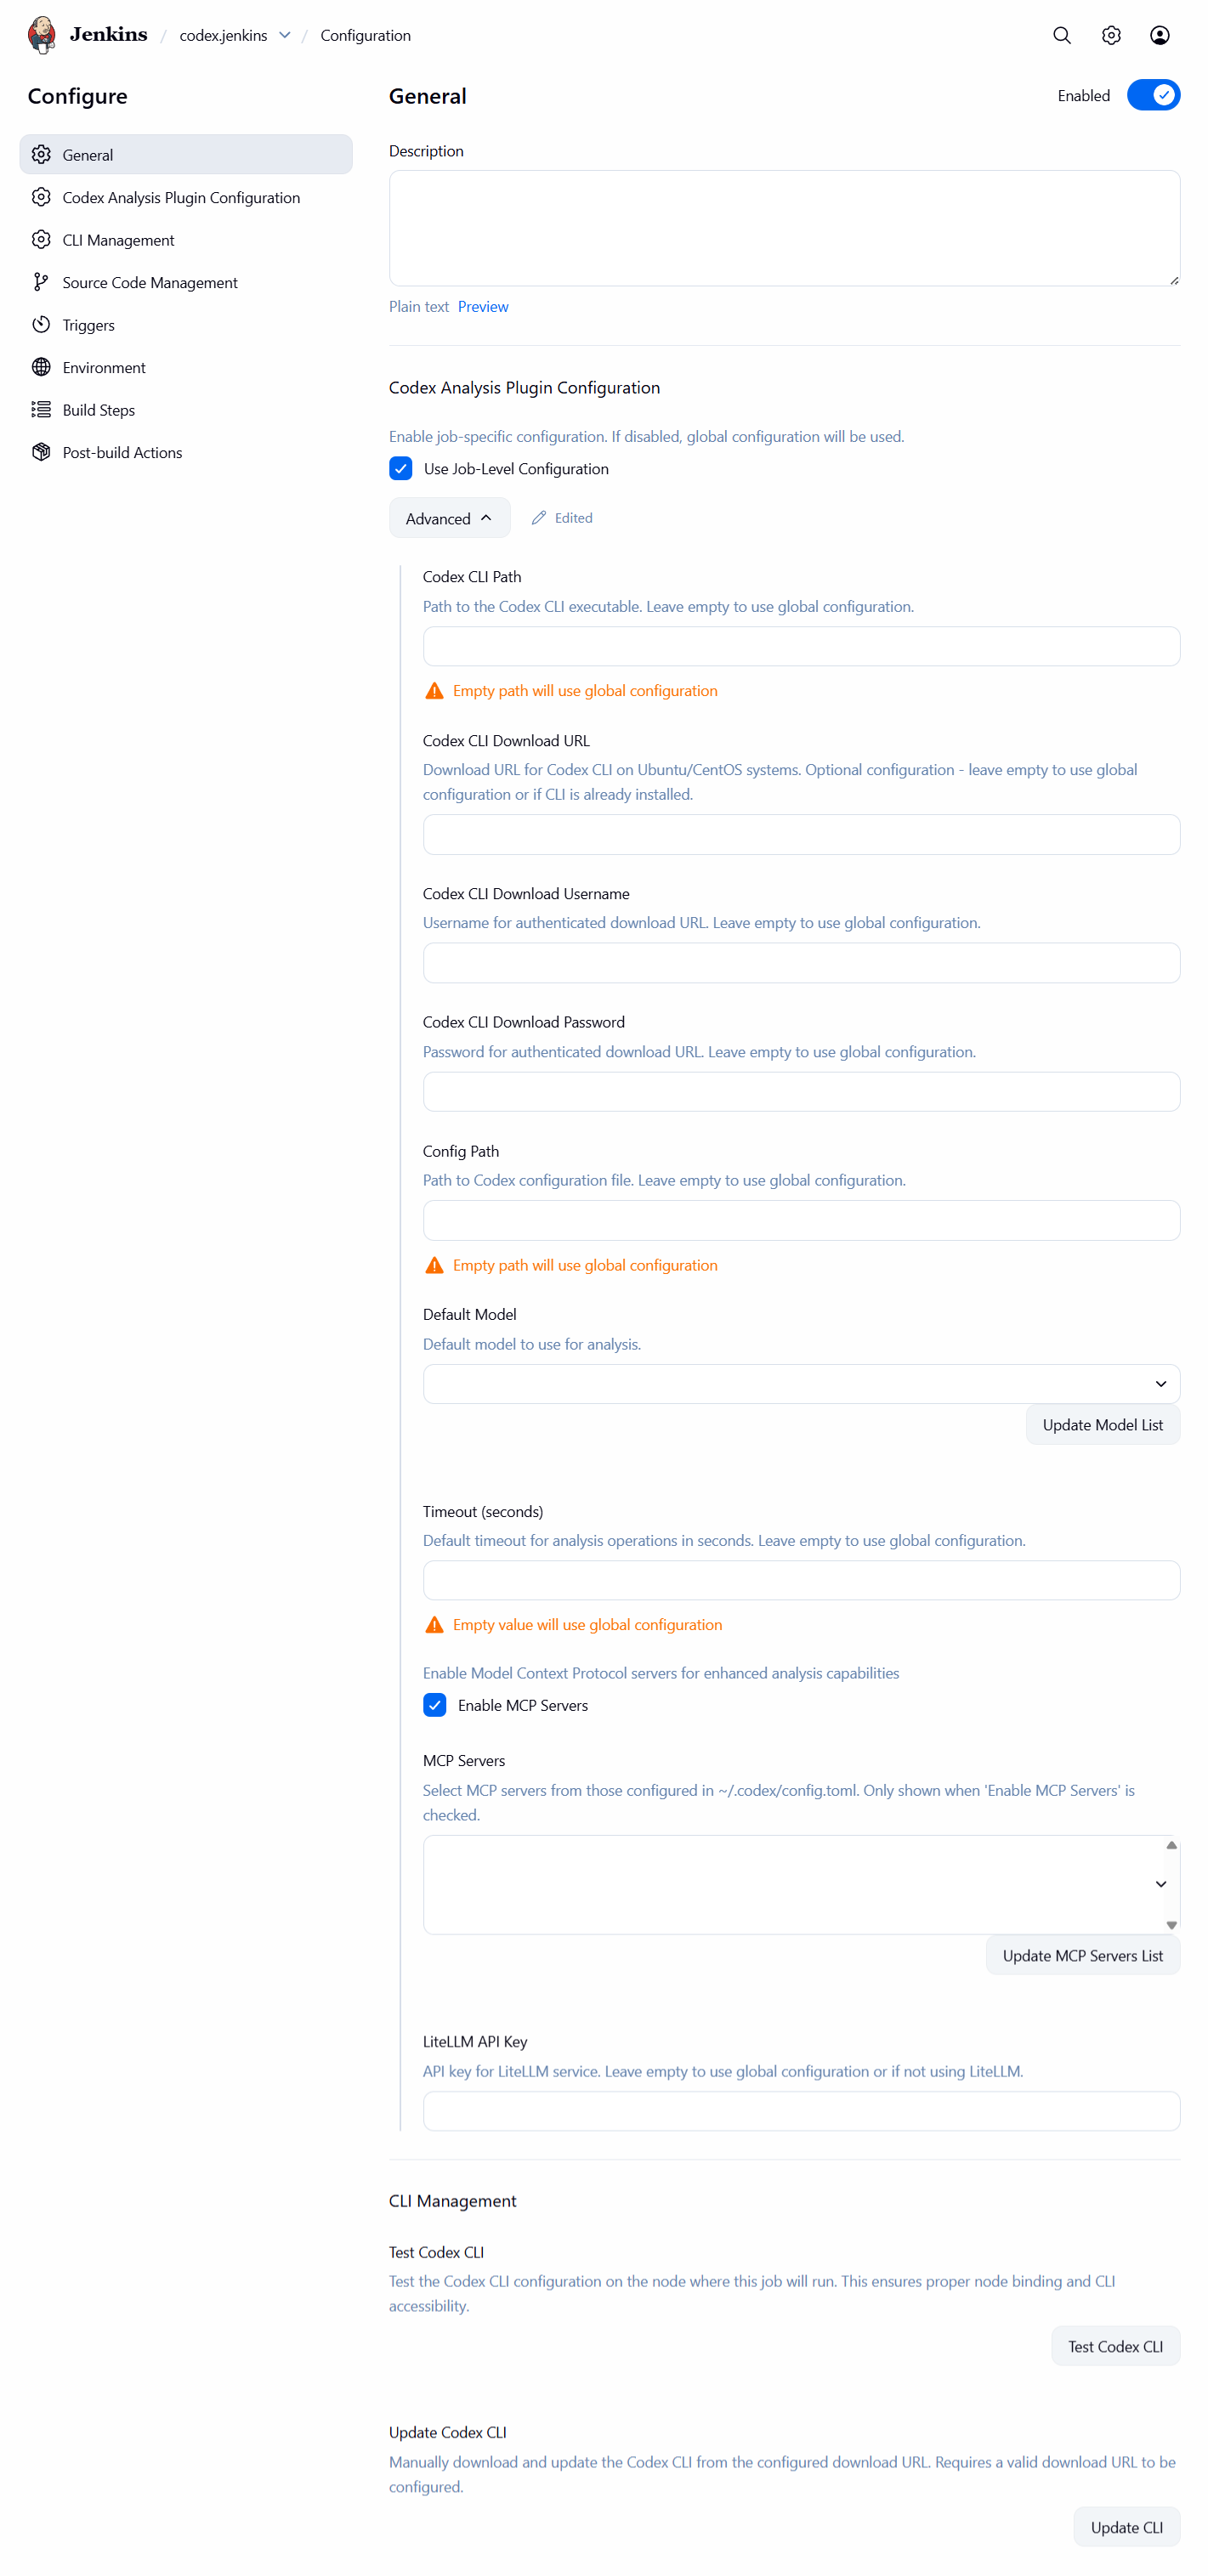 Jenkins / codex.jenkins / Configuration
Configure
General
Codex Analysis Plugin Configuration
CLI Management
Source Code Management
Triggers
Environment
Build Steps
Post-build Actions
General
Enabled
Description
Plain text Preview
Codex Analysis Plugin Configuration
Enable job-specific configuration. If disabled, global configuration will be used.
Use Job-Level Configuration
Advanced
Edited
Codex CLI Path
Path to the Codex CLI executable. Leave empty to use global configuration.
Empty path will use global configuration
Codex CLI Download URL
Download URL for Codex CLI on Ubuntu/CentOS systems. Optional configuration - leave empty to use global
configuration or if CLI is already installed.
Codex CLI Download Username
Username for authenticated download URL. Leave empty to use global configuration.
Codex CLI Download Password
Password for authenticated download URL. Leave empty to use global configuration.
Config Path
Path to Codex configuration file. Leave empty to use global configuration.
Empty path will use global configuration
Default Model
Default model to use for analysis.
Update Model List
Timeout (seconds)
Default timeout for analysis operations in seconds. Leave empty to use global configuration.
Empty value will use global configuration
Enable Model Context Protocol servers for enhanced analysis capabilities
Enable MCP Servers
MCP Servers
Select MCP servers from those configured in ~/.codex/config.toml. Only shown when 'Enable MCP Servers' is
checked.
Update MCP Servers List
LiteLLM API Key
API key for LiteLLM service. Leave empty to use global configuration or if not using LiteLLM.
CLI Management
Test Codex CLI
Test the Codex CLI configuration on the node where this job will run. This ensures proper node binding and CLI
accessibility.
Test Codex CLI
Update Codex CLI
Manually download and update the Codex CLI from the configured download URL. Requires a valid download URL to be
configured.
Update CLI